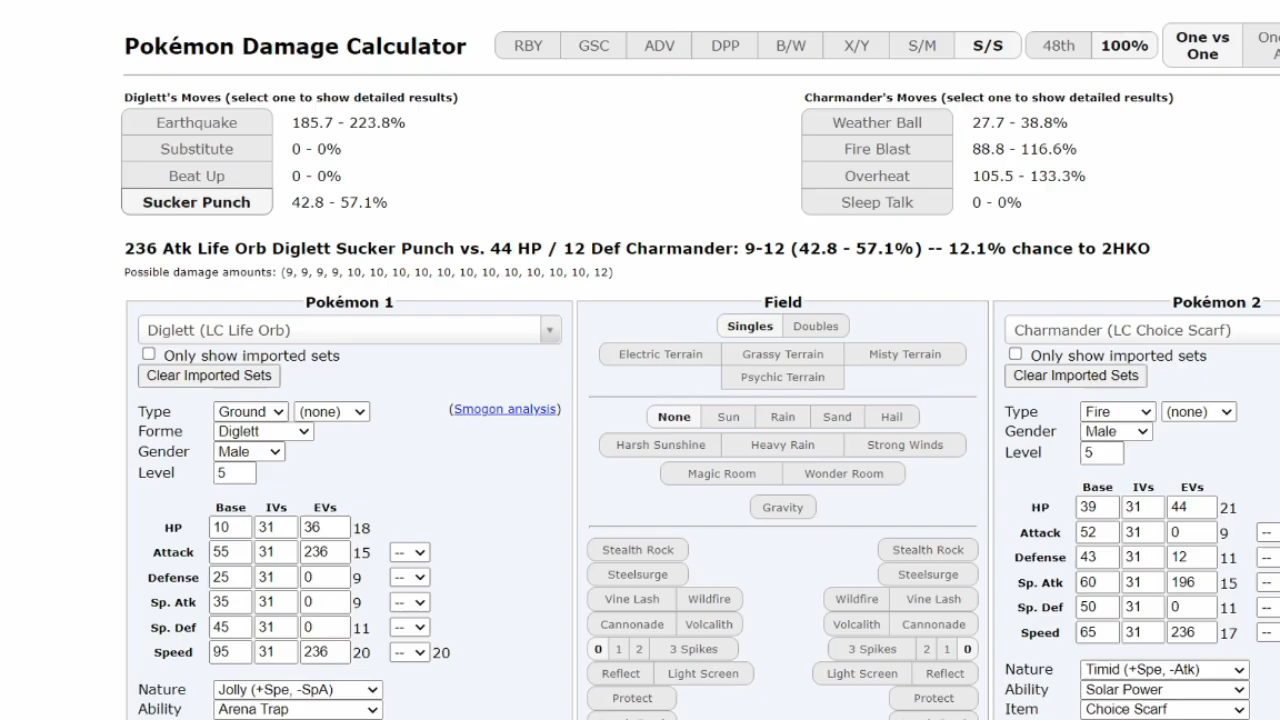 Pokémon Damage Calculator RBY GSC ADV DPP B/W X/Y S/M S/S 48th 100% One vs One
Diglett's Moves (select one to show detailed results)
Earthquake 185.7 - 223.8%
Substitute 0 - 0%
Beat Up 0 - 0%
Sucker Punch 42.8 - 57.1%
Charmander's Moves (select one to show detailed results)
Weather Ball 27.7 - 38.8%
Fire Blast 88.8 - 116.6%
Overheat 105.5 - 133.3%
Sleep Talk 0 - 0%
236 Atk Life Orb Diglett Sucker Punch vs. 44 HP / 12 Def Charmander: 9-12 (42.8 - 57.1%) -- 12.1% chance to 2HKO
Possible damage amounts: (9, 9, 9, 9, 10, 10, 10, 10, 10, 10, 10, 10, 10, 10, 10, 12)
Pokémon 1
Diglett (LC Life Orb)
Only show imported sets
Clear Imported Sets
Type Ground (none) (Smogon analysis)
Forme Diglett
Gender Male
Level 5
Base IVs EVs
HP 10 31 36 18
Attack 55 31 236 15 --
Defense 25 31 0 9 --
Sp. Atk 35 31 0 9 --
Sp. Def 45 31 0 11 --
Speed 95 31 236 20 -- 20
Nature Jolly (+Spe, -SpA)
Ability Arena Trap
Field
Singles Doubles
Electric Terrain Grassy Terrain Misty Terrain
Psychic Terrain
None Sun Rain Sand Hail
Harsh Sunshine Heavy Rain Strong Winds
Magic Room Wonder Room
Gravity
Stealth Rock Stealth Rock
Steelsurge Steelsurge
Vine Lash Wildfire Wildfire Vine Lash
Cannonade Volcalith Volcalith Cannonade
0 1 2 3 Spikes 3 Spikes 2 1 0
Reflect Light Screen Light Screen Reflect
Protect Protect
Pokémon 2
Charmander (LC Choice Scarf)
Only show imported sets
Clear Imported Sets
Type Fire (none)
Gender Male
Level 5
Base IVs EVs
HP 39 31 44 21
Attack 52 31 0 9 --
Defense 43 31 12 11 --
Sp. Atk 60 31 196 15 --
Sp. Def 50 31 0 11 --
Speed 65 31 236 17 --
Nature Timid (+Spe, -Atk)
Ability Solar Power
Item Choice Scarf